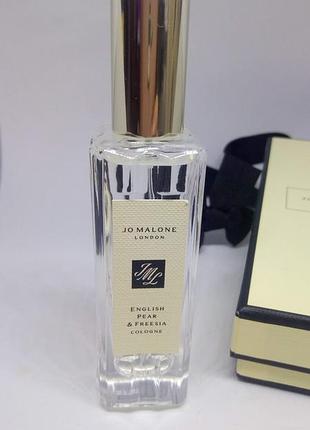 JO MALONE
LONDON
JML
ENGLISH
PEAR
& FREESIA
COLOGNE